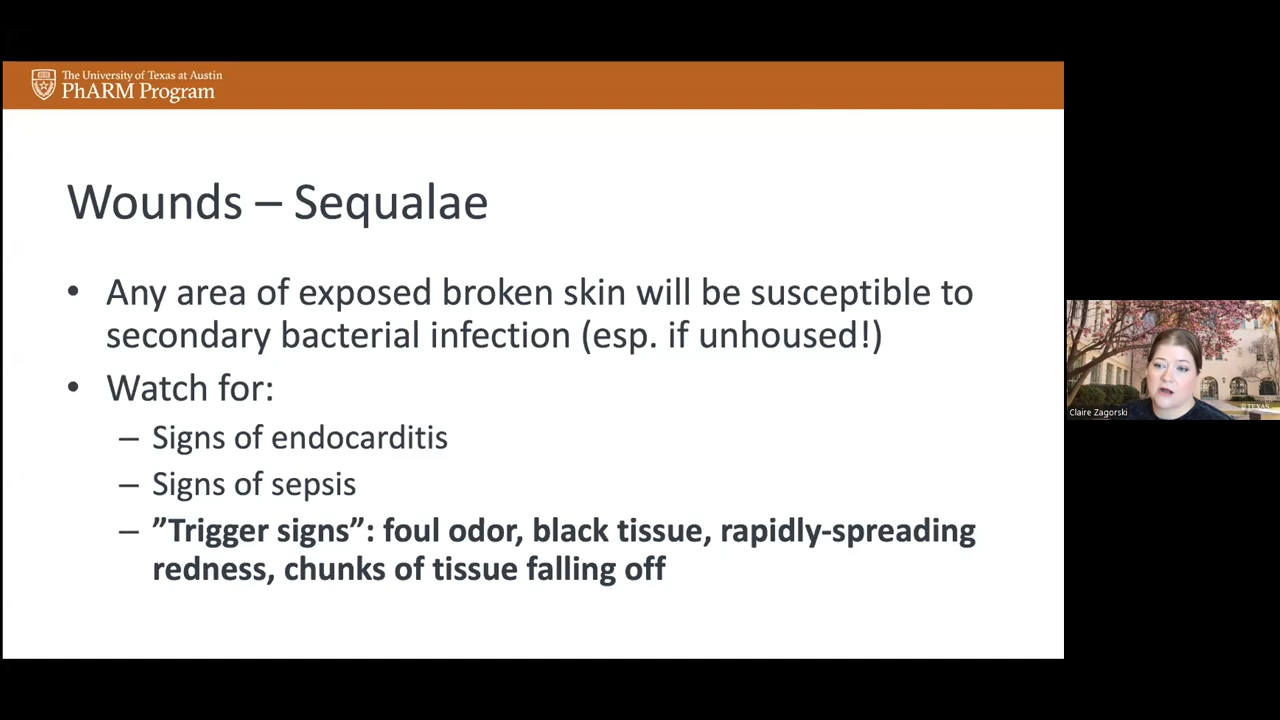 The University of Texas at Austin
PhARM Program
Wounds – Sequalae
• Any area of exposed broken skin will be susceptible to
secondary bacterial infection (esp. if unhoused!)
• Watch for:
– Signs of endocarditis
– Signs of sepsis
– ”Trigger signs”: foul odor, black tissue, rapidly-spreading
redness, chunks of tissue falling off
Claire Zagorski
TEXAS